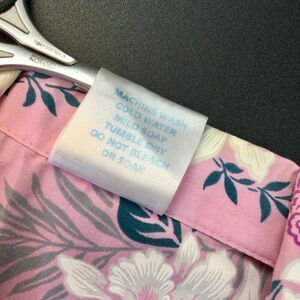 MACHINE WASH
COLD WATER
MILD SOAP
TUMBLE DRY
DO NOT BLEACH
OR SOAK